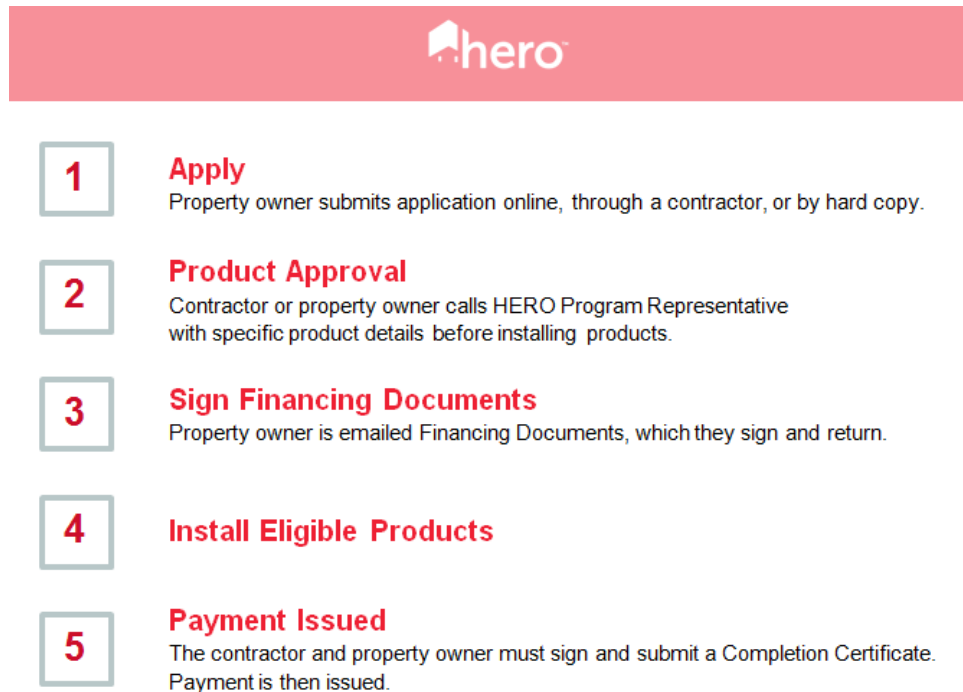 hero
1
Apply
Property owner submits application online, through a contractor, or by hard copy.
2
Product Approval
Contractor or property owner calls HERO Program Representative
with specific product details before installing products.
3
Sign Financing Documents
Property owner is emailed Financing Documents, which they sign and return.
4
Install Eligible Products
5
Payment Issued
The contractor and property owner must sign and submit a Completion Certificate.
Payment is then issued.